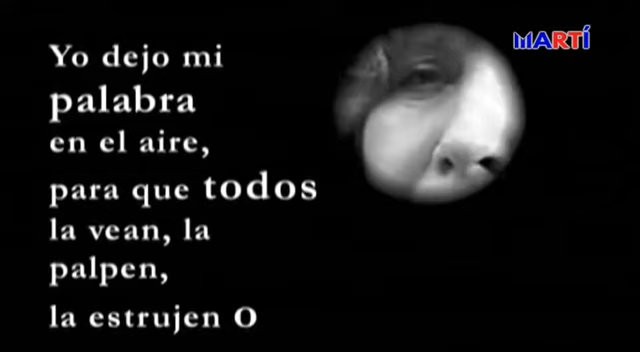 Yo dejo mi
palabra
en el aire,
para que todos
la vean, la
palpen,
la estrujen O
MARTÍ